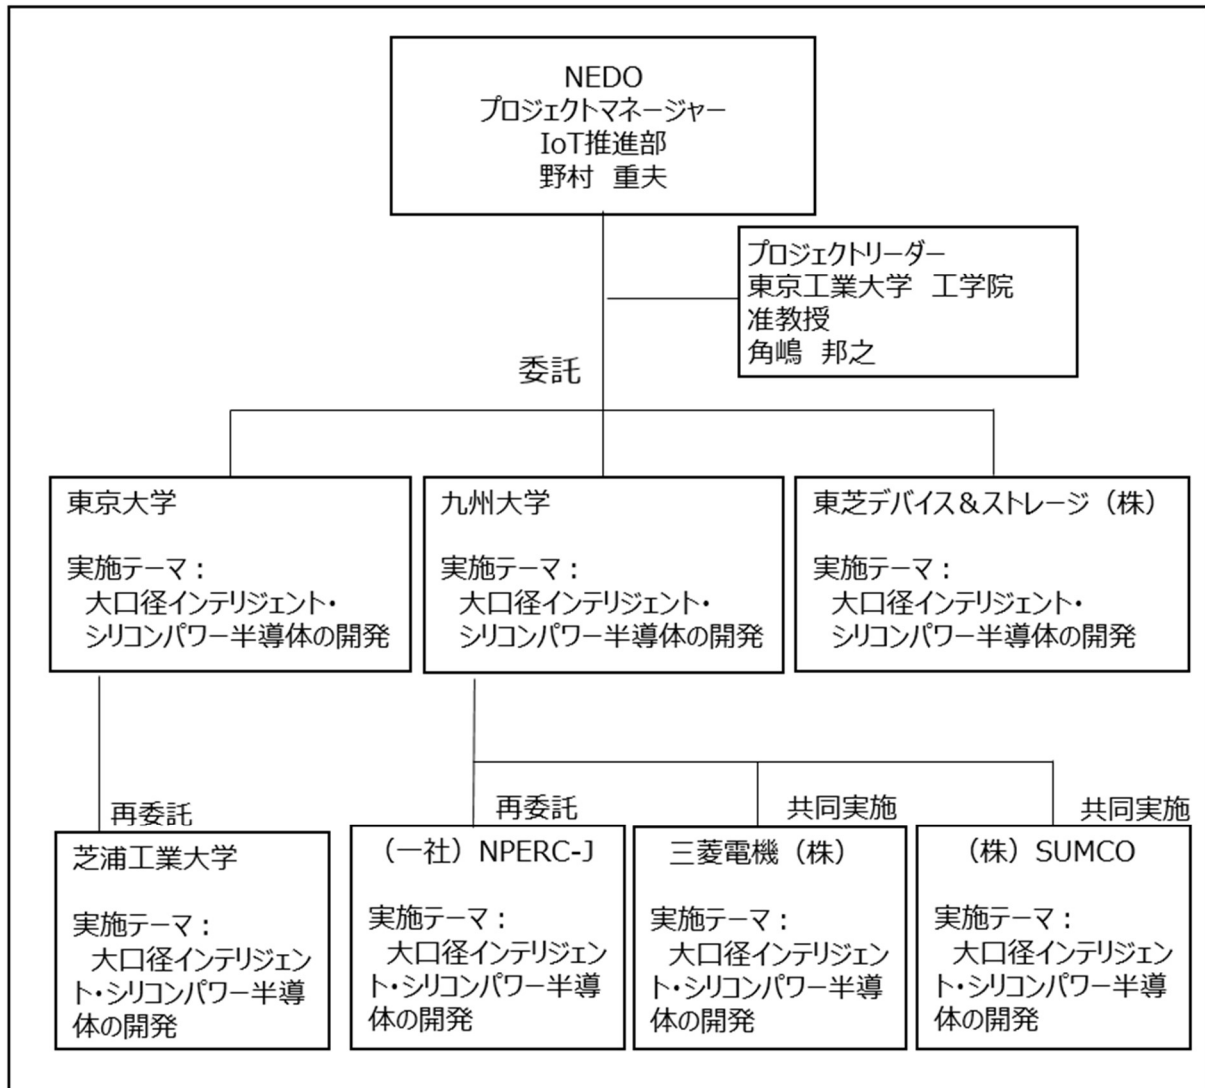 NEDO
プロジェクトマネージャー
IoT推進部
野村　重夫
プロジェクトリーダー
東京工業大学　工学院
准教授
角嶋　邦之
委託
東京大学
実施テーマ：
大口径インテリジェント・
シリコンパワー半導体の開発
九州大学
実施テーマ：
大口径インテリジェント・
シリコンパワー半導体の開発
東芝デバイス＆ストレージ（株）
実施テーマ：
大口径インテリジェント・
シリコンパワー半導体の開発
再委託
芝浦工業大学
実施テーマ：
大口径インテリジェン
ト・シリコンパワー半導
体の開発
再委託
（一社）NPERC-J
実施テーマ：
大口径インテリジェン
ト・シリコンパワー半導
体の開発
共同実施
三菱電機（株）
実施テーマ：
大口径インテリジェン
ト・シリコンパワー半導
体の開発
共同実施
（株）SUMCO
実施テーマ：
大口径インテリジェン
ト・シリコンパワー半導
体の開発